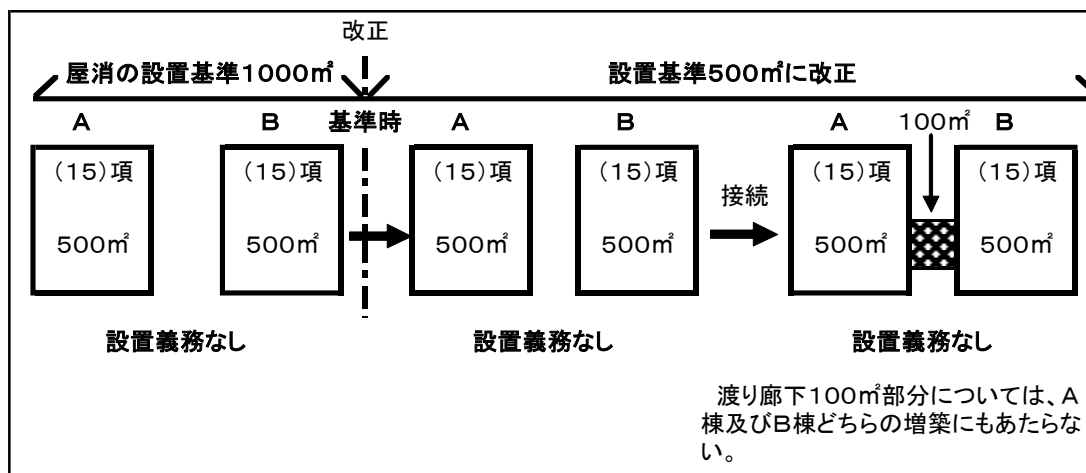 改正
屋消の設置基準1000㎡
設置基準500㎡に改正
A B 基準時 A B A 100㎡ B
(15)項 (15)項 (15)項 (15)項 (15)項 (15)項
接続
500㎡ 500㎡ 500㎡ 500㎡ 500㎡ 500㎡
設置義務なし 設置義務なし 設置義務なし
渡り廊下100㎡部分については、A
棟及びB棟どちらの増築にもあたらな
い。